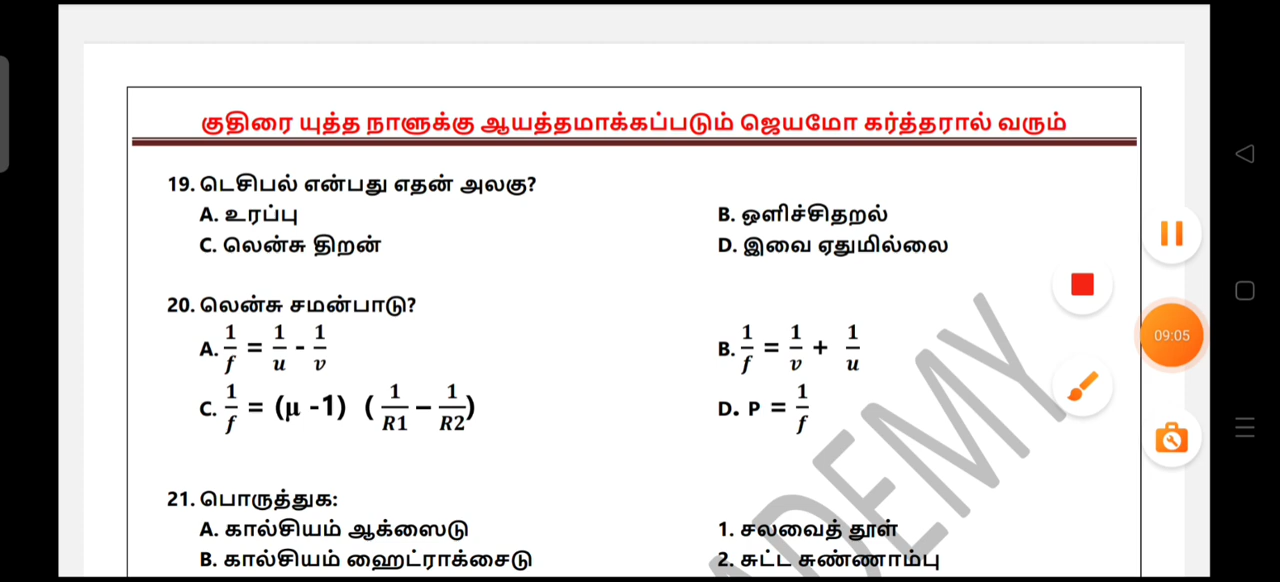 குதிரை யுத்த நாளுக்கு ஆயத்தமாக்கப்படும் ஜெயமோ கர்த்தரால் வரும்
19. டெசிபல் என்பது எதன் அலகு?
A. உரப்பு B. ஒளிச்சிதறல்
C. லென்சு திறன் D. இவை ஏதுமில்லை
20. லென்சு சமன்பாடு?
A. 1/f = 1/u - 1/v B. 1/f = 1/v + 1/u
C. 1/f = (μ -1) (1/R1 − 1/R2) D. P = 1/f
21. பொருத்துக:
A. கால்சியம் ஆக்ஸைடு 1. சலவைத் தூள்
B. கால்சியம் ஹைட்ராக்சைடு 2. சுட்ட சுண்ணாம்பு
09:05